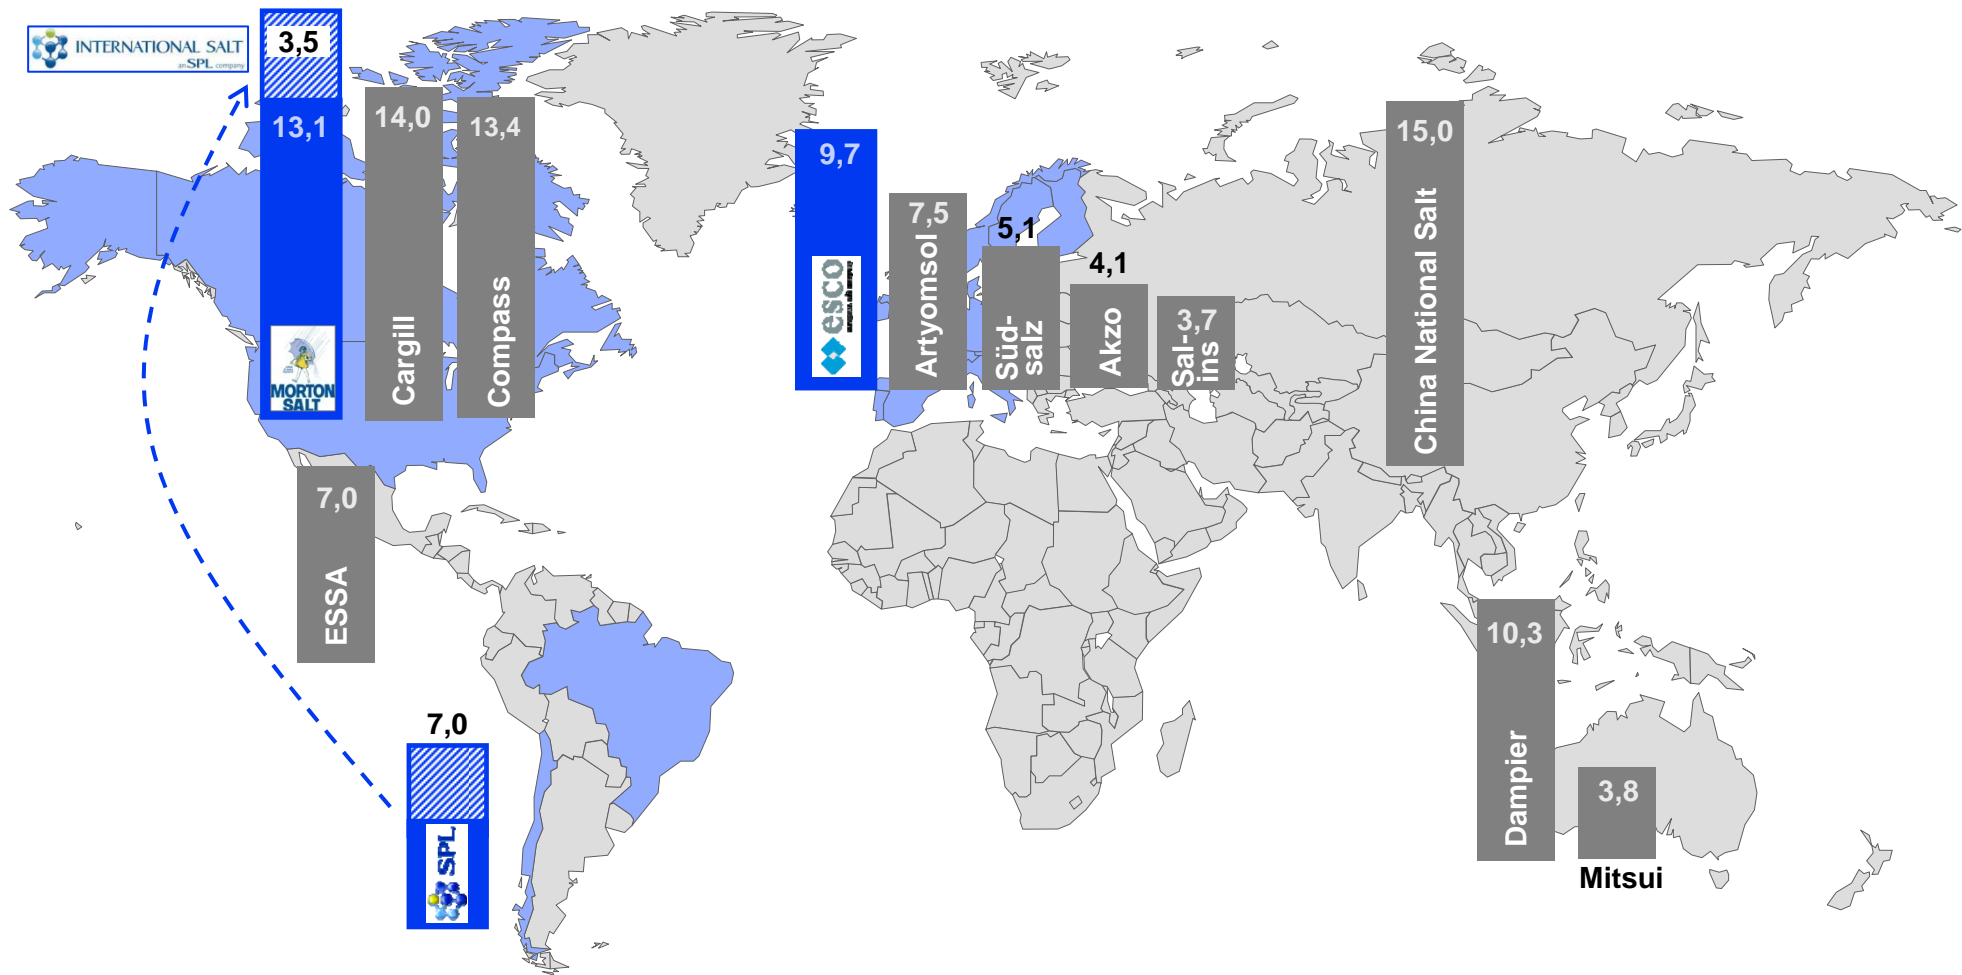 INTERNATIONAL SALT
an SPL company
3,5
13,1
MORTON
SALT
14,0
Cargill
13,4
Compass
7,0
ESSA
7,0
SPL
9,7
esco
7,5
Artyomsol
5,1
Süd-
salz
4,1
Akzo
3,7
Sal-
ins
15,0
China National Salt
10,3
Dampier
3,8
Mitsui